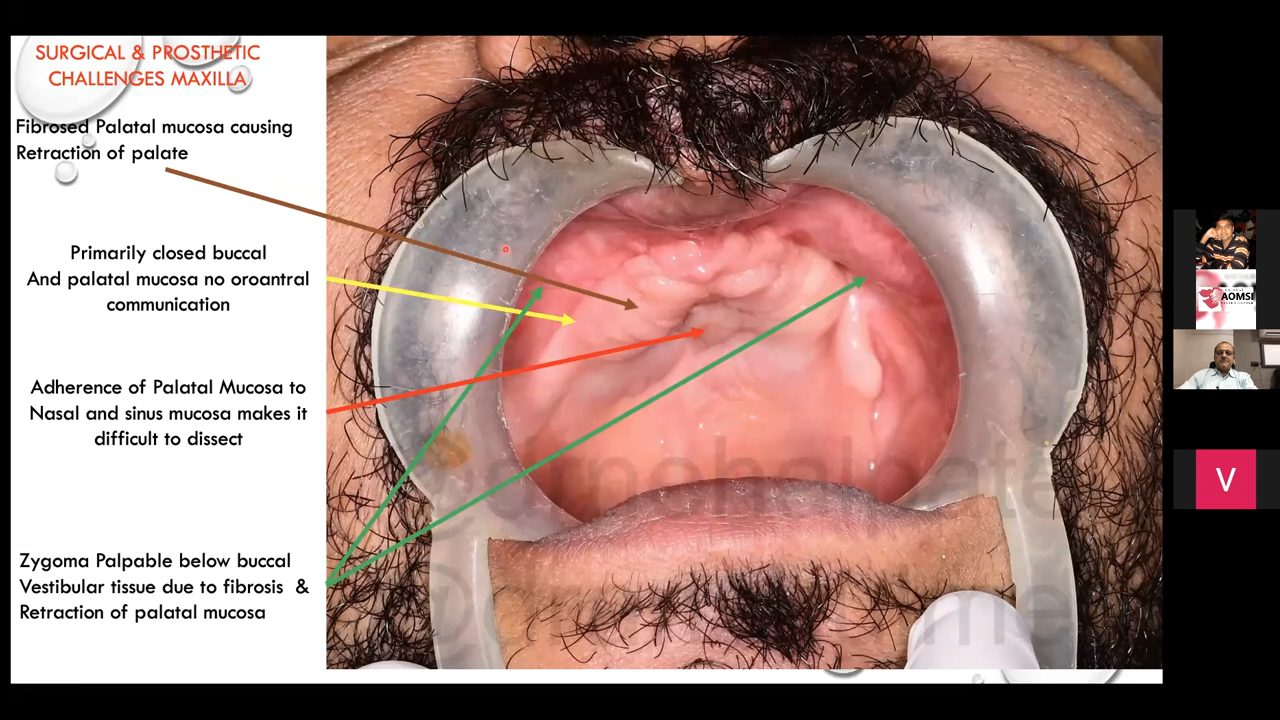 SURGICAL & PROSTHETIC
CHALLENGES MAXILLA
Fibrosed Palatal mucosa causing
Retraction of palate
Primarily closed buccal
And palatal mucosa no oroantral
communication
Adherence of Palatal Mucosa to
Nasal and sinus mucosa makes it
difficult to dissect
Zygoma Palpable below buccal
Vestibular tissue due to fibrosis &
Retraction of palatal mucosa
AOMSI
V